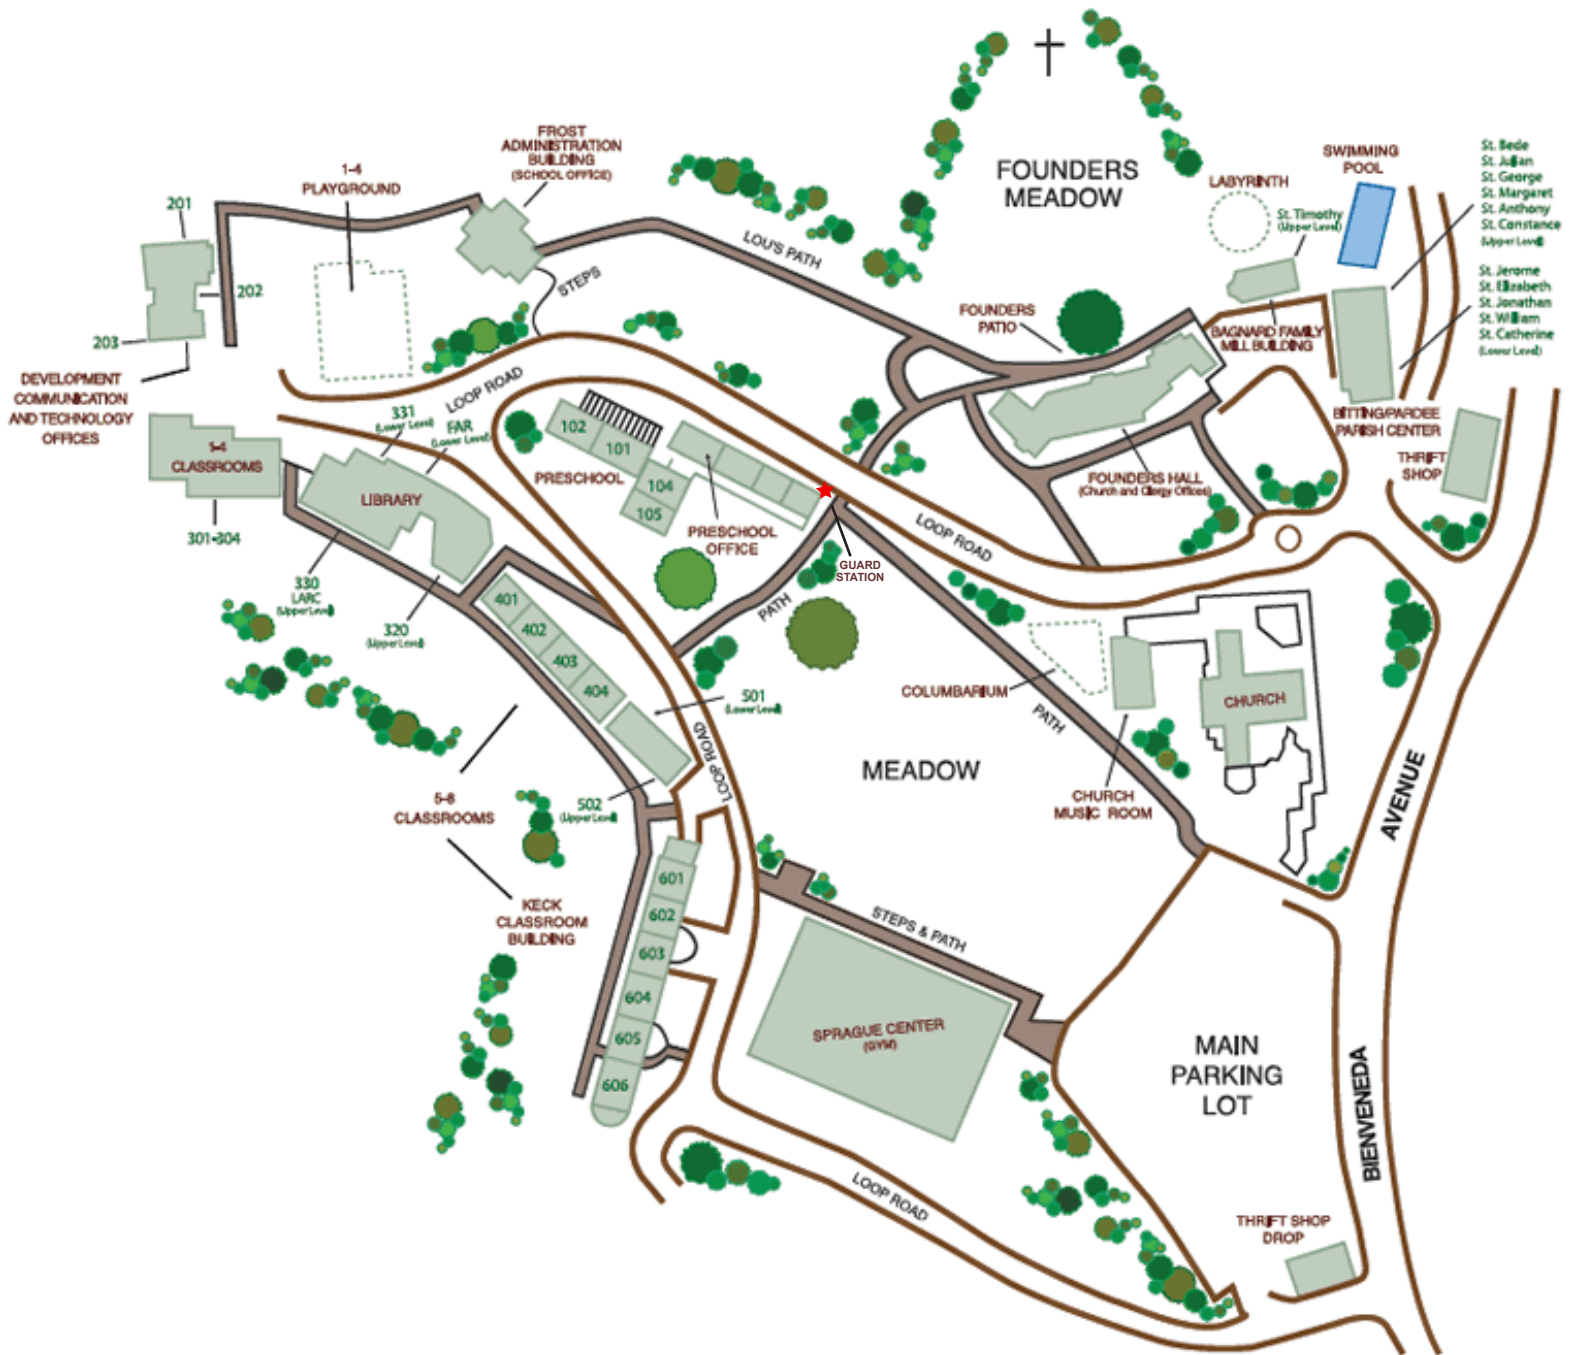 FROST
ADMINISTRATION
BUILDING
(SCHOOL OFFICE)
1-4
PLAYGROUND
201
202
203
DEVELOPMENT
COMMUNICATION
AND TECHNOLOGY
OFFICES
FOUNDERS
MEADOW
LABYRINTH
SWIMMING
POOL
St. Timothy
(Upper Level)
St. Bede
St. Julian
St. George
St. Margaret
St. Anthony
St. Constance
(Upper Level)
St. Jerome
St. Elizabeth
St. Jonathan
St. William
St. Catherine
(Lower Level)
LOU'S PATH
STEPS
FOUNDERS
PATIO
BAGNARD FAMILY
MILL BUILDING
BITTING/PARDEE
PARISH CENTER
THRIFT
SHOP
LOOP ROAD
331
(Lower Level)
FAR
(Lower Level)
CLASSROOMS
301-304
LIBRARY
330
LARC
(Upper Level)
320
(Upper Level)
102
101
104
105
PRESCHOOL
PRESCHOOL
OFFICE
GUARD
STATION
FOUNDERS HALL
(Church and Clergy Offices)
LOOP ROAD
PATH
401
402
403
404
501
(Lower Level)
502
(Upper Level)
LOOP ROAD
COLUMBARIUM
PATH
CHURCH
CHURCH
MUSIC ROOM
MEADOW
5-8
CLASSROOMS
KECK
CLASSROOM
BUILDING
601
602
603
604
605
606
STEPS & PATH
SPRAGUE CENTER
(GYM)
MAIN
PARKING
LOT
BIENVENEDA
AVENUE
LOOP ROAD
THRIFT SHOP
DROP